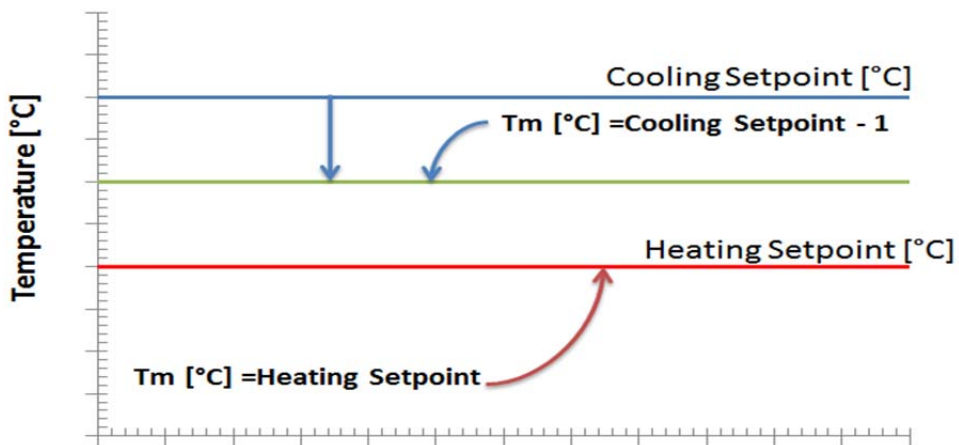 Temperature [°C]
Cooling Setpoint [°C]
Tm [°C] =Cooling Setpoint - 1
Heating Setpoint [°C]
Tm [°C] =Heating Setpoint